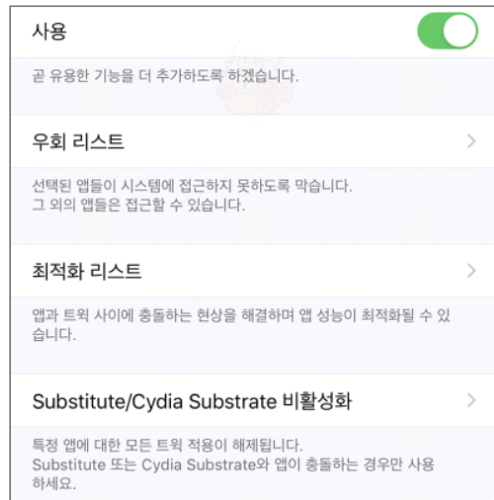 사용
곧 유용한 기능을 더 추가하도록 하겠습니다.
우회 리스트
선택된 앱들이 시스템에 접근하지 못하도록 막습니다.
그 외의 앱들은 접근할 수 있습니다.
최적화 리스트
앱과 트윅 사이에 충돌하는 현상을 해결하며 앱 성능이 최적화될 수 있
습니다.
Substitute/Cydia Substrate 비활성화
특정 앱에 대한 모든 트윅 적용이 해제됩니다.
Substitute 또는 Cydia Substrate와 앱이 충돌하는 경우만 사용
하세요.